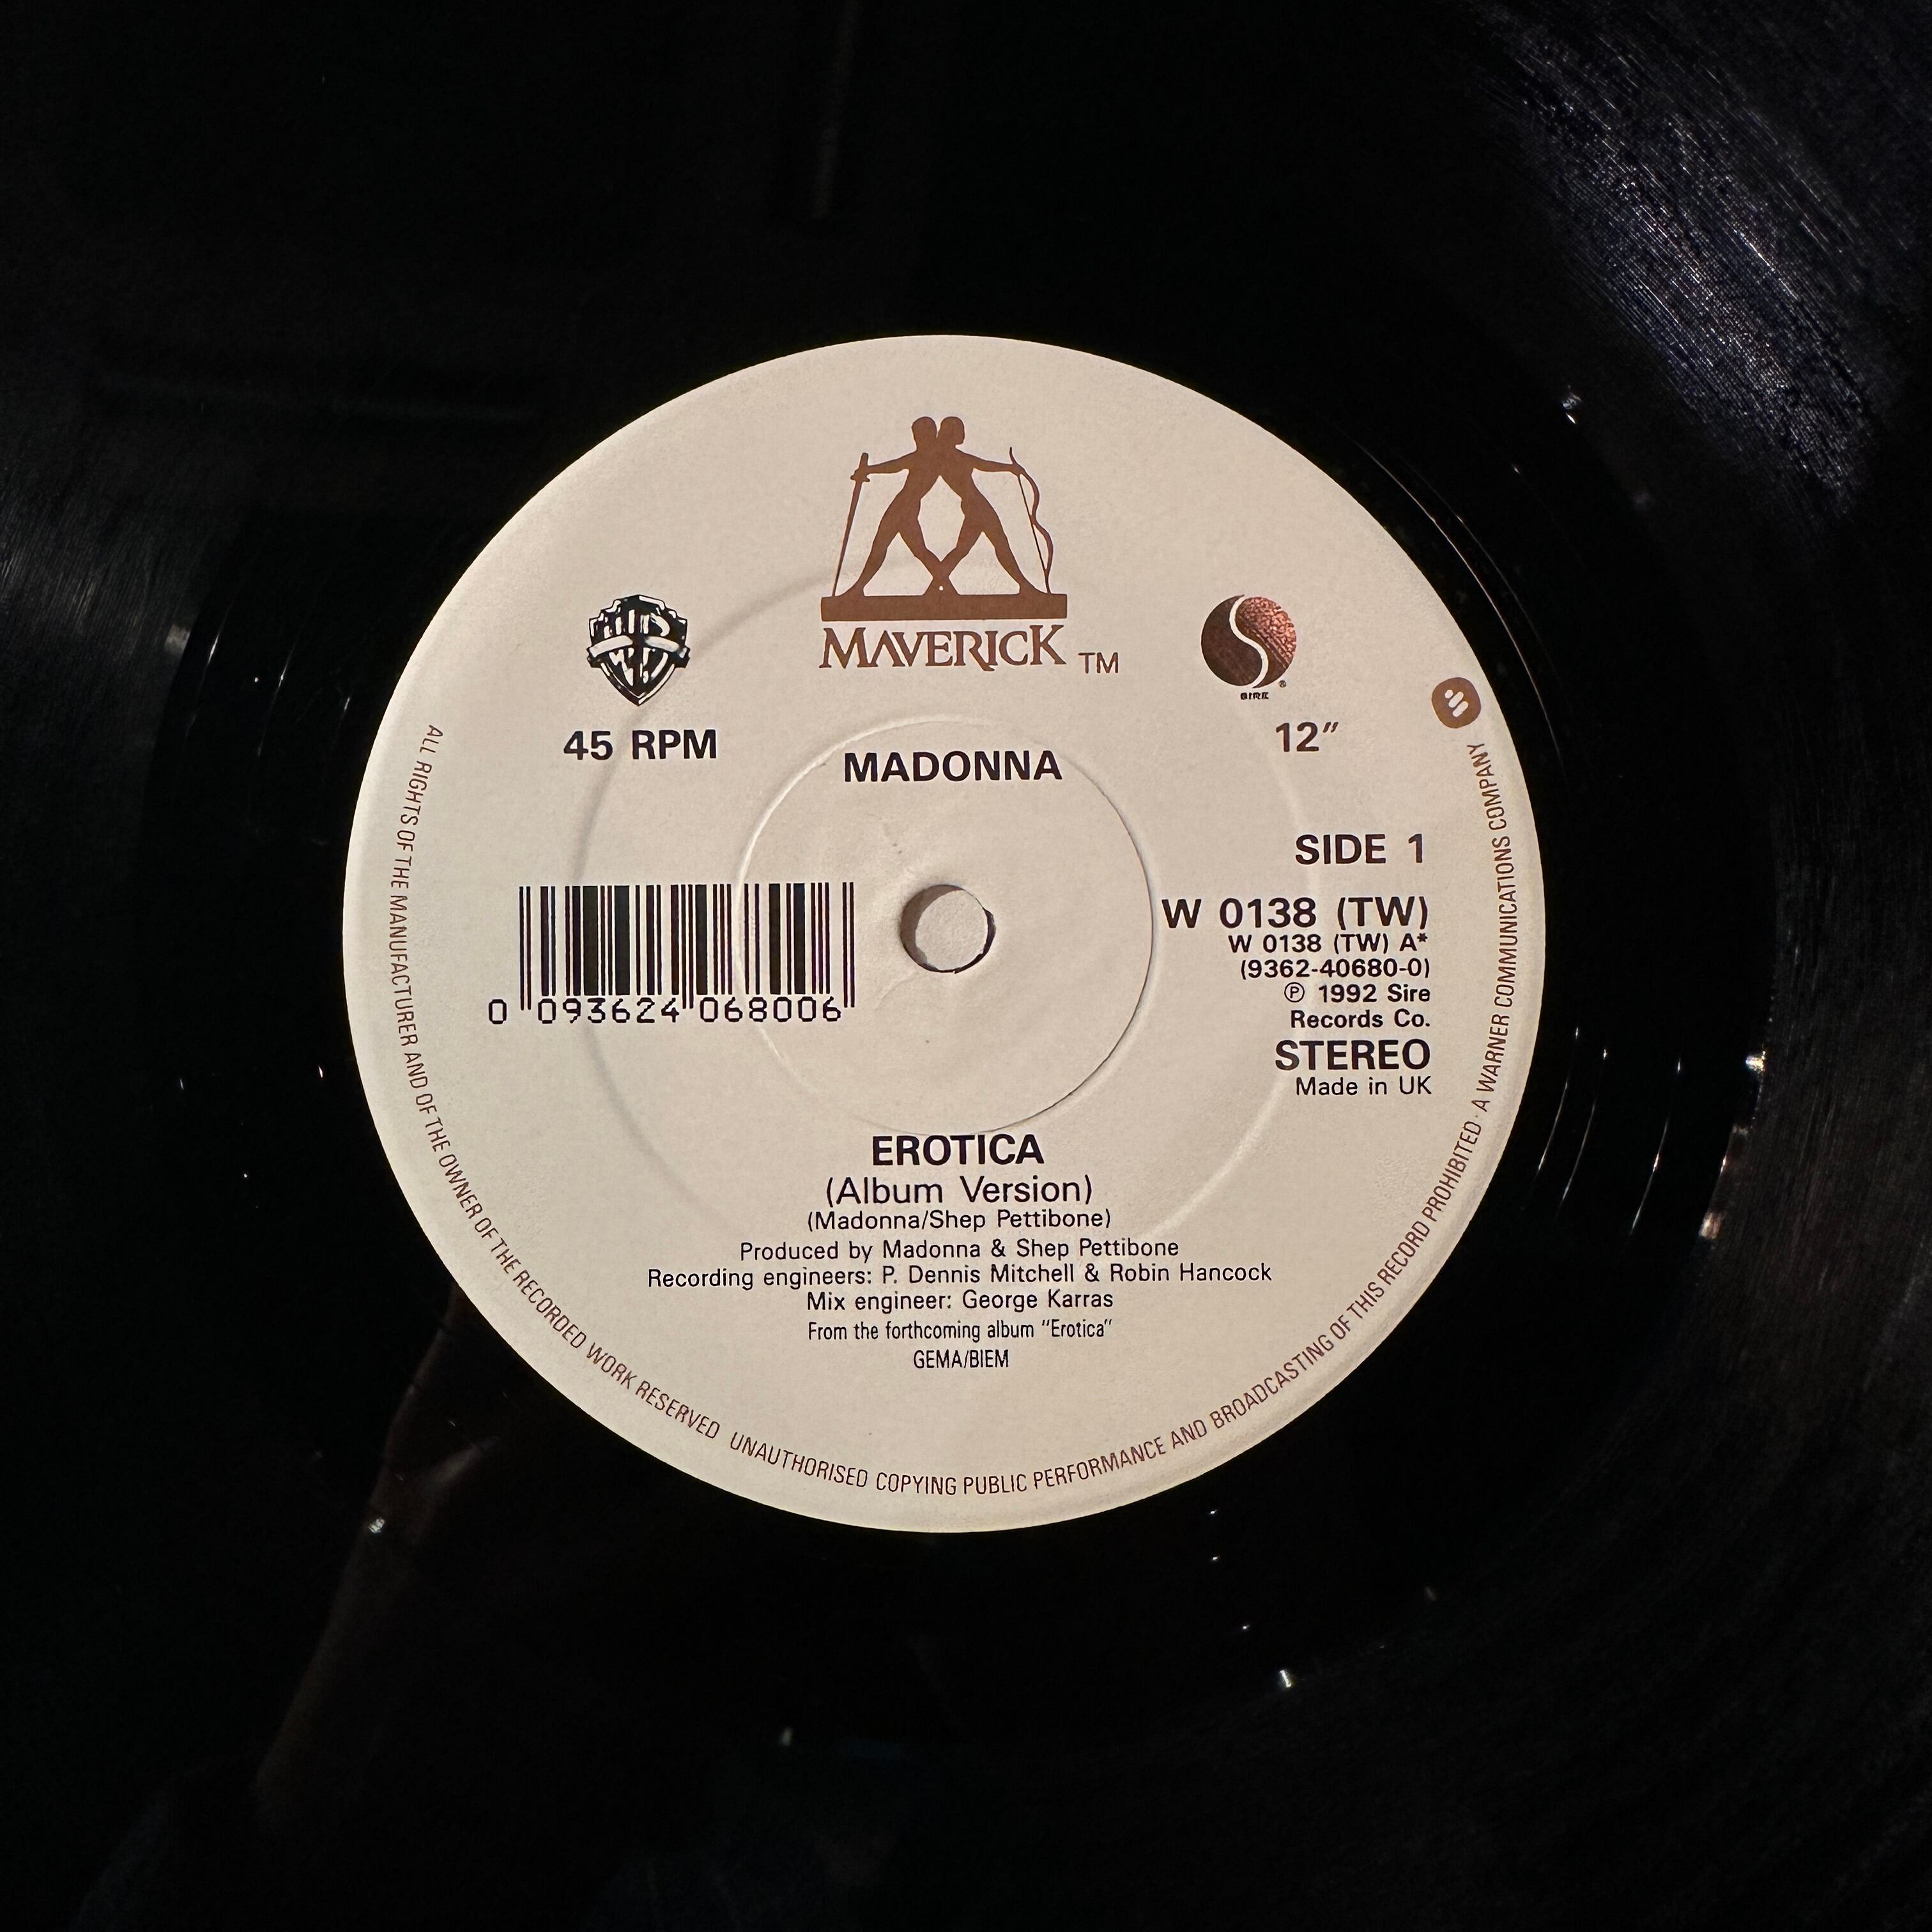 MAVERICK TM
SIRE ®
45 RPM
MADONNA
12"
SIDE 1
W 0138 (TW)
W 0138 (TW) A*
(9362-40680-0)
℗ 1992 Sire
Records Co.
STEREO
Made in UK
0 093624 068006
EROTICA
(Album Version)
(Madonna/Shep Pettibone)
Produced by Madonna & Shep Pettibone
Recording engineers: P. Dennis Mitchell & Robin Hancock
Mix engineer: George Karras
From the forthcoming album "Erotica"
GEMA/BIEM
ALL RIGHTS OF THE MANUFACTURER AND OF THE OWNER OF THE RECORDED WORK RESERVED UNAUTHORISED COPYING PUBLIC PERFORMANCE AND BROADCASTING OF THIS RECORD PROHIBITED · A WARNER COMMUNICATIONS COMPANY